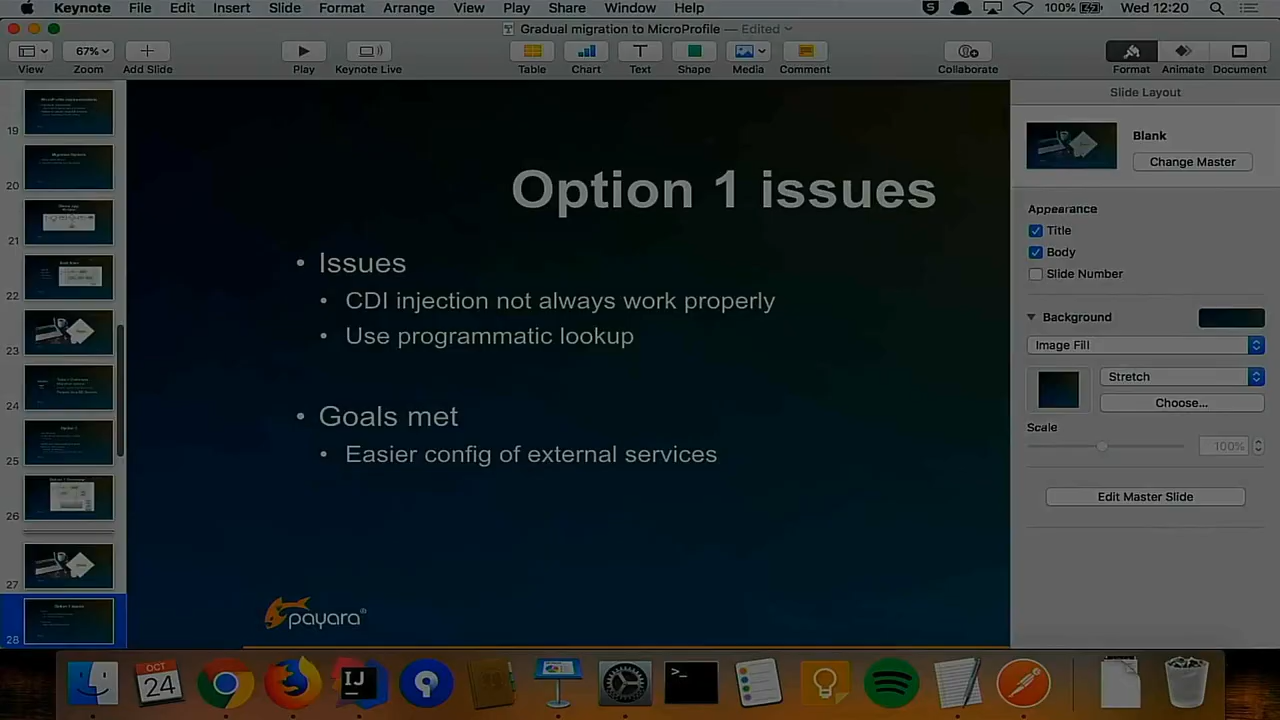 Keynote File Edit Insert Slide Format Arrange View Play Share Window Help 100% Wed 12:20
Gradual migration to MicroProfile — Edited
67%
View Zoom Add Slide Play Keynote Live Table Chart Text Shape Media Comment Collaborate Format Animate Document
Slide Layout
Blank
Change Master
Appearance
Title
Body
Slide Number
Background
Image Fill
Stretch
Choose...
Scale
100%
Edit Master Slide
19
20
21
22
23
24
25
26
27
28
Option 1 issues
• Issues
• CDI injection not always work properly
• Use programmatic lookup
• Goals met
• Easier config of external services
payara®
OCT
24
IJ